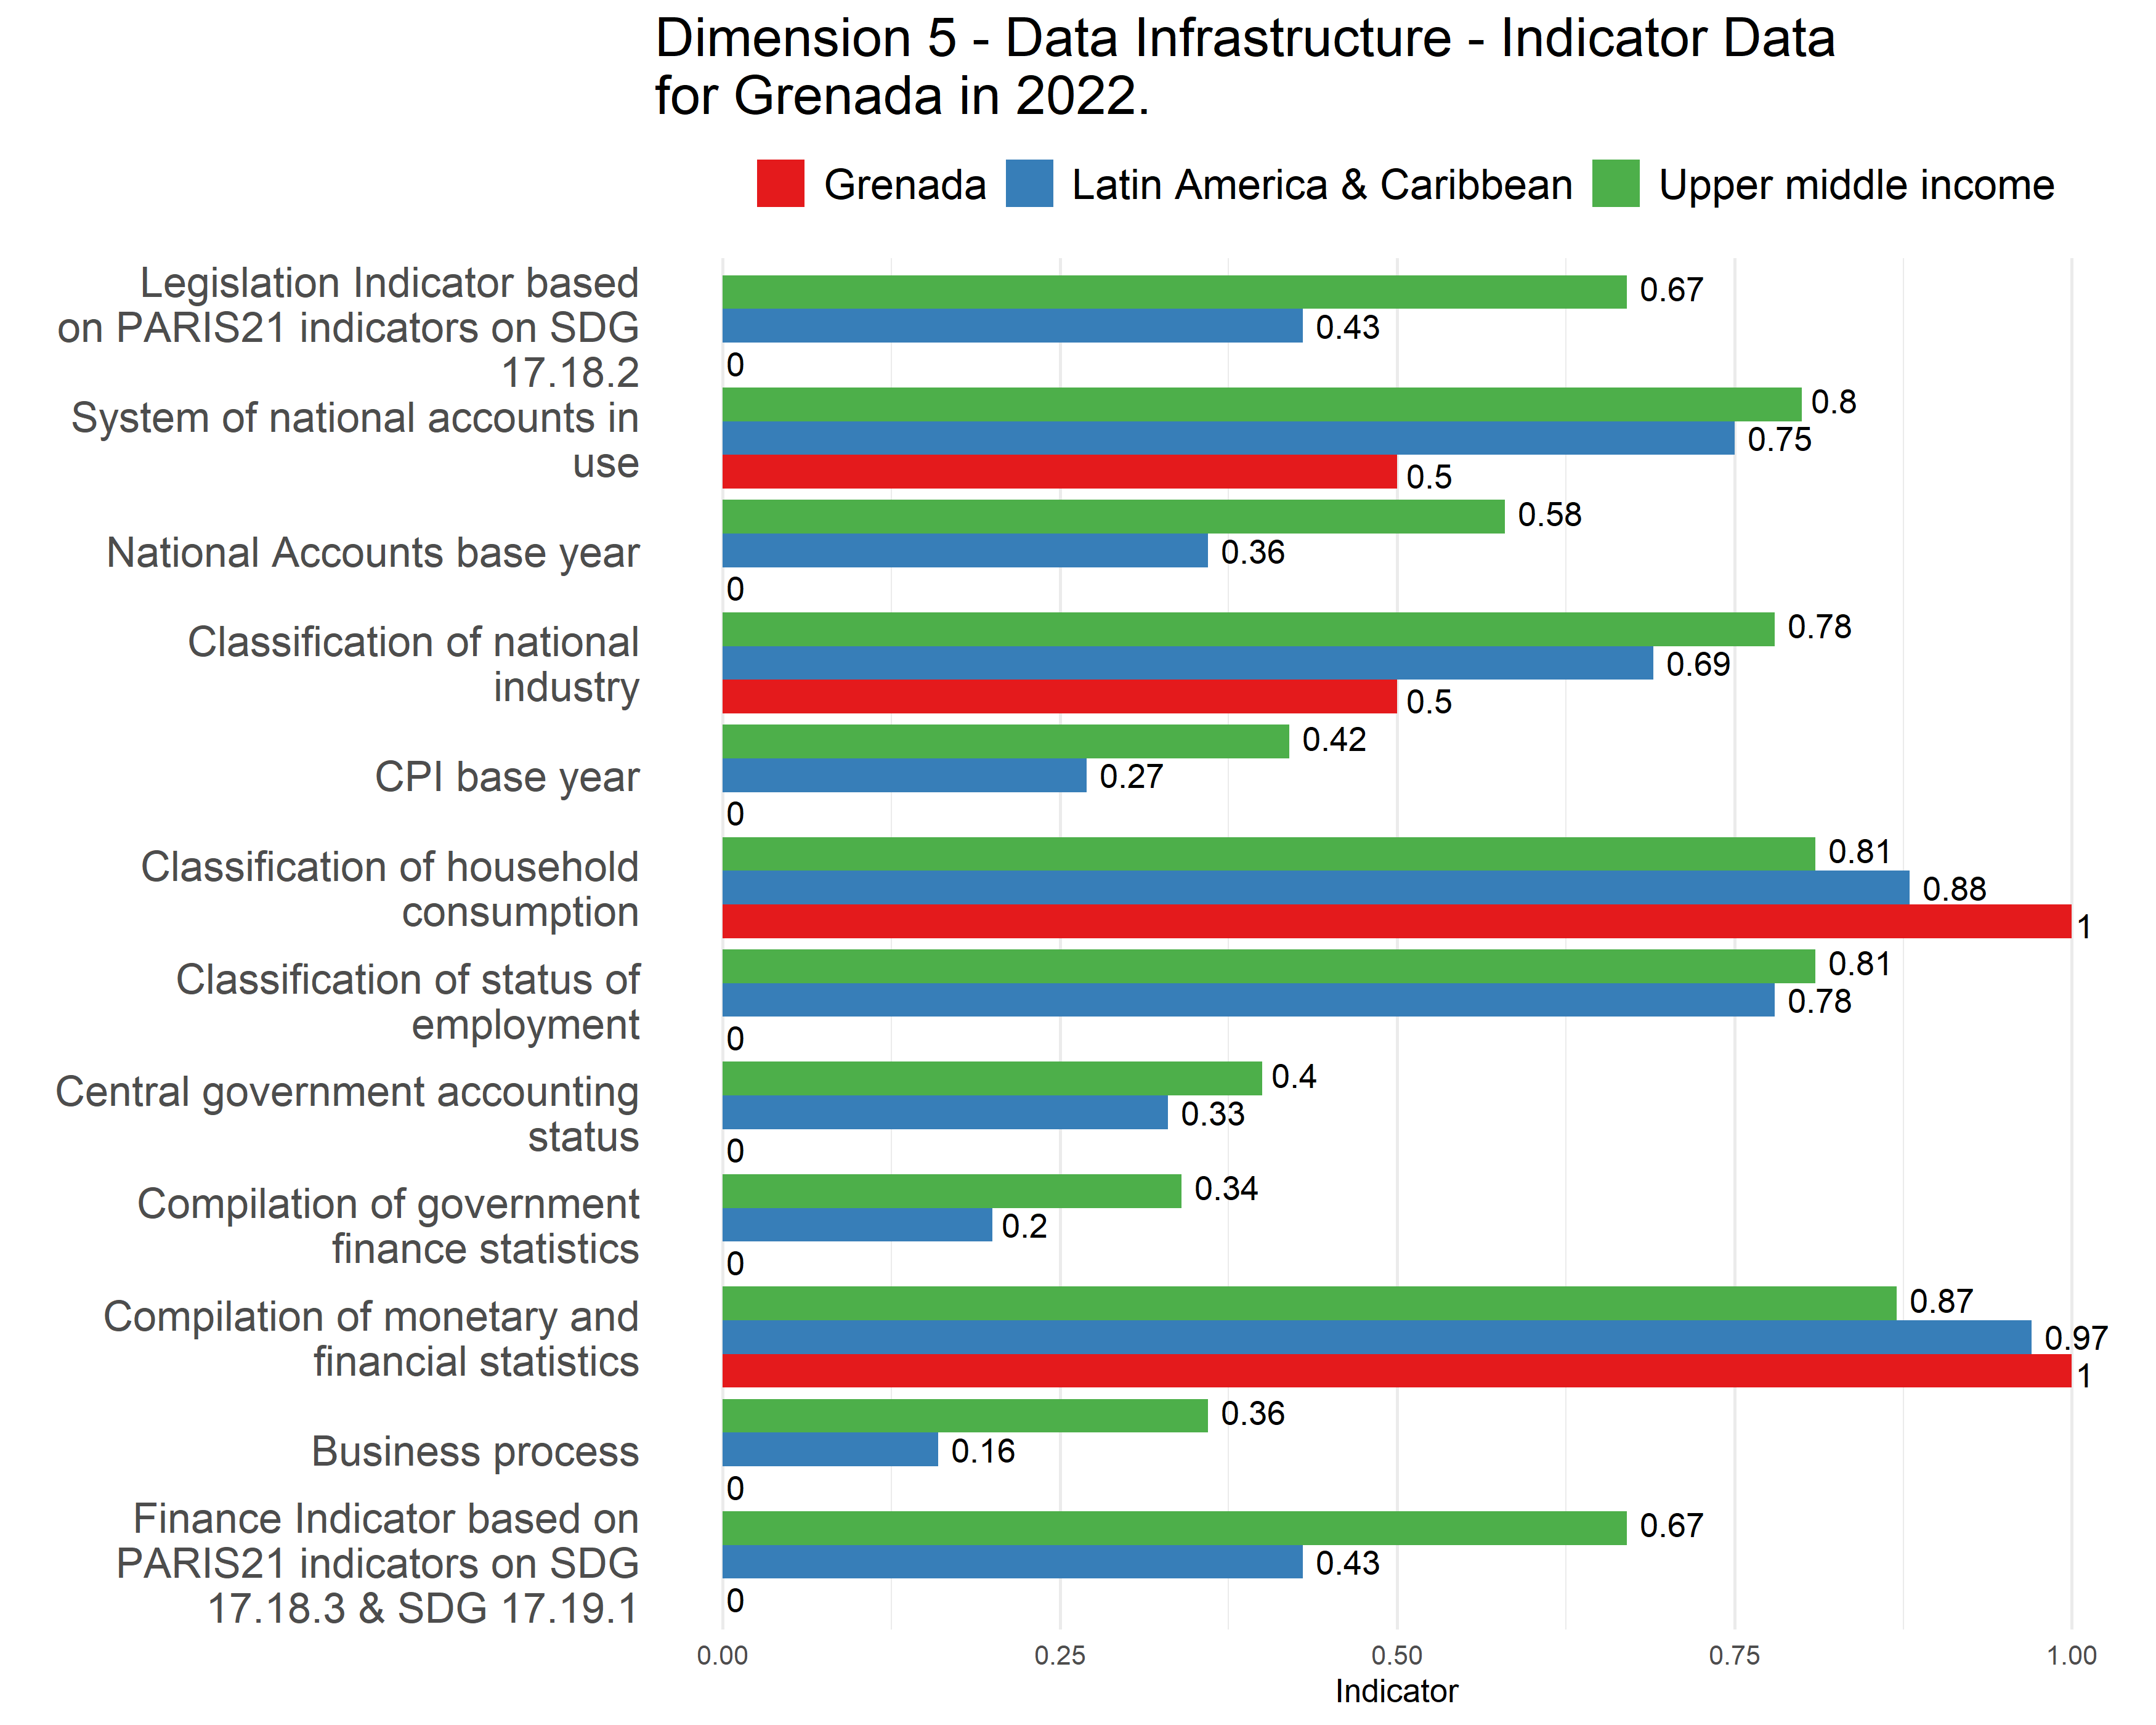 Dimension 5 - Data Infrastructure - Indicator Data
for Grenada in 2022.
Grenada
Latin America & Caribbean
Upper middle income
Legislation Indicator based
on PARIS21 indicators on SDG
17.18.2
0.67
0.43
0
System of national accounts in
use
0.8
0.75
0.5
National Accounts base year
0.58
0.36
0
Classification of national
industry
0.78
0.69
0.5
CPI base year
0.42
0.27
0
Classification of household
consumption
0.81
0.88
1
Classification of status of
employment
0.81
0.78
0
Central government accounting
status
0.4
0.33
0
Compilation of government
finance statistics
0.34
0.2
0
Compilation of monetary and
financial statistics
0.87
0.97
1
Business process
0.36
0.16
0
Finance Indicator based on
PARIS21 indicators on SDG
17.18.3 & SDG 17.19.1
0.67
0.43
0
0.00
0.25
0.50
0.75
1.00
Indicator